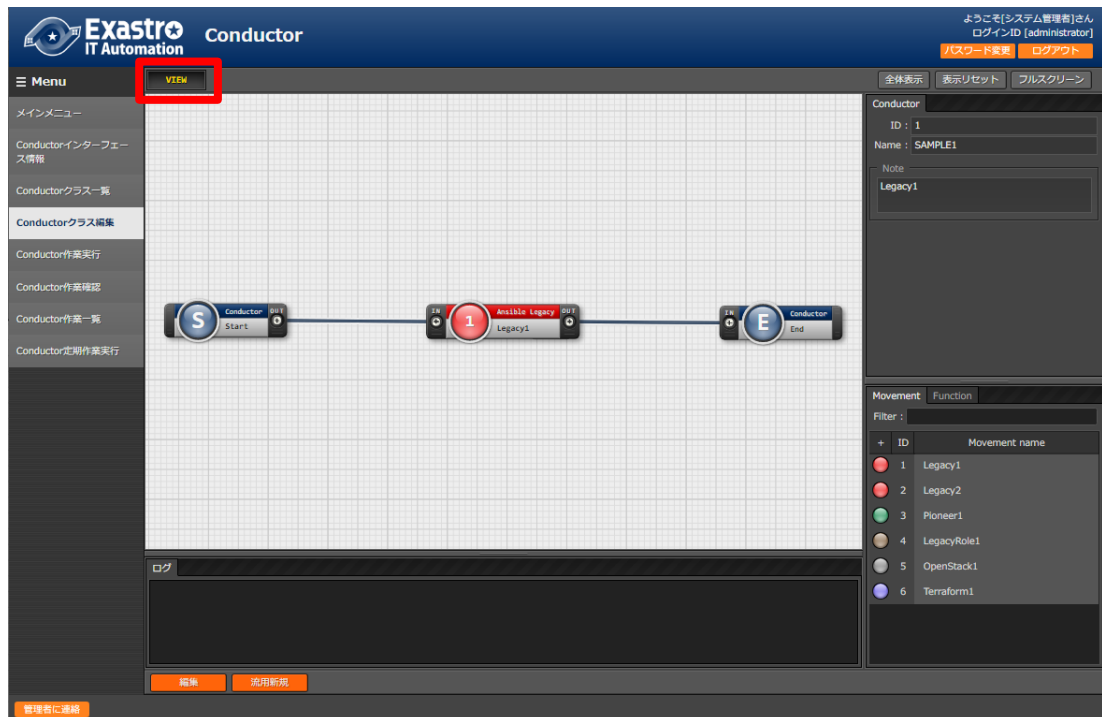 Exastro
IT Automation
Conductor
ようこそ[システム管理者]さん
ログインID [administrator]
パスワード変更
ログアウト
Menu
VIEW
全体表示
表示リセット
フルスクリーン
メインメニュー
Conductorインターフェー
ス情報
Conductorクラス一覧
Conductorクラス編集
Conductor作業実行
Conductor作業確認
Conductor作業一覧
Conductor定期作業実行
S
Conductor
OUT
Start
IN
1
Ansible Legacy
OUT
Legacy1
IN
E
Conductor
End
Conductor
ID : 1
Name : SAMPLE1
Note
Legacy1
Movement
Function
Filter :
+ ID Movement name
1 Legacy1
2 Legacy2
3 Pioneer1
4 LegacyRole1
5 OpenStack1
6 Terraform1
ログ
編集
流用新規
管理者に連絡